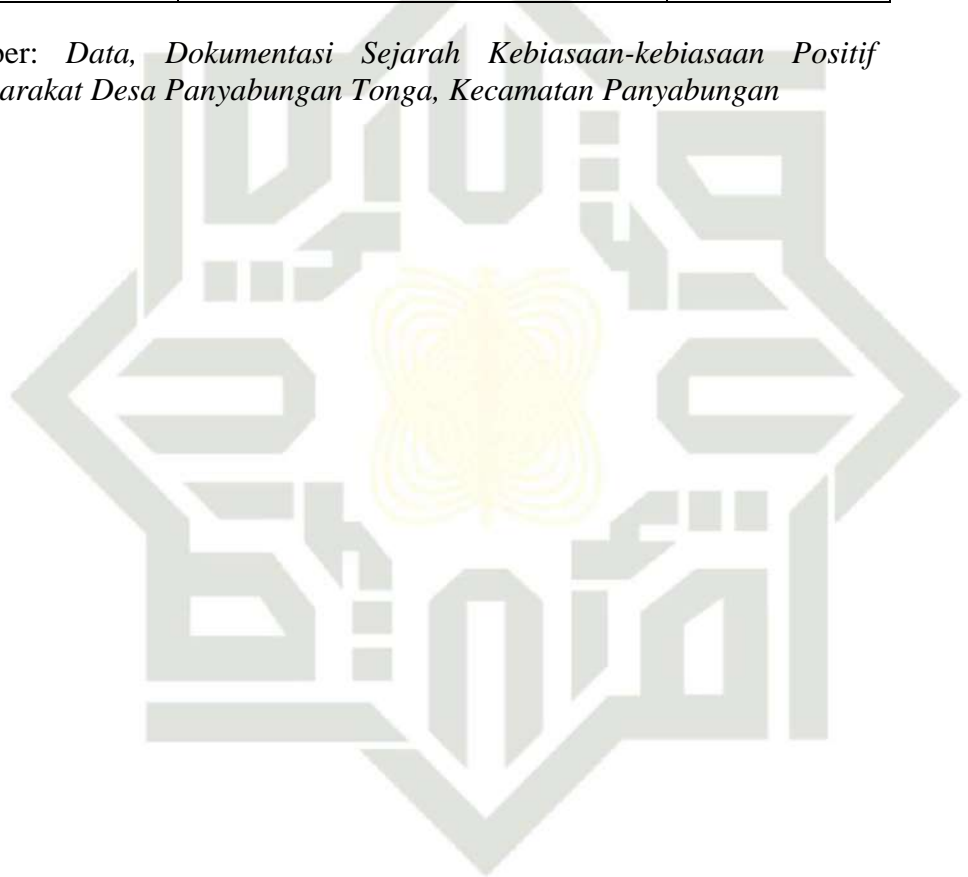 ber: Data, Dokumentasi Sejarah Kebiasaan-kebiasaan Positif
arakat Desa Panyabungan Tonga, Kecamatan Panyabungan